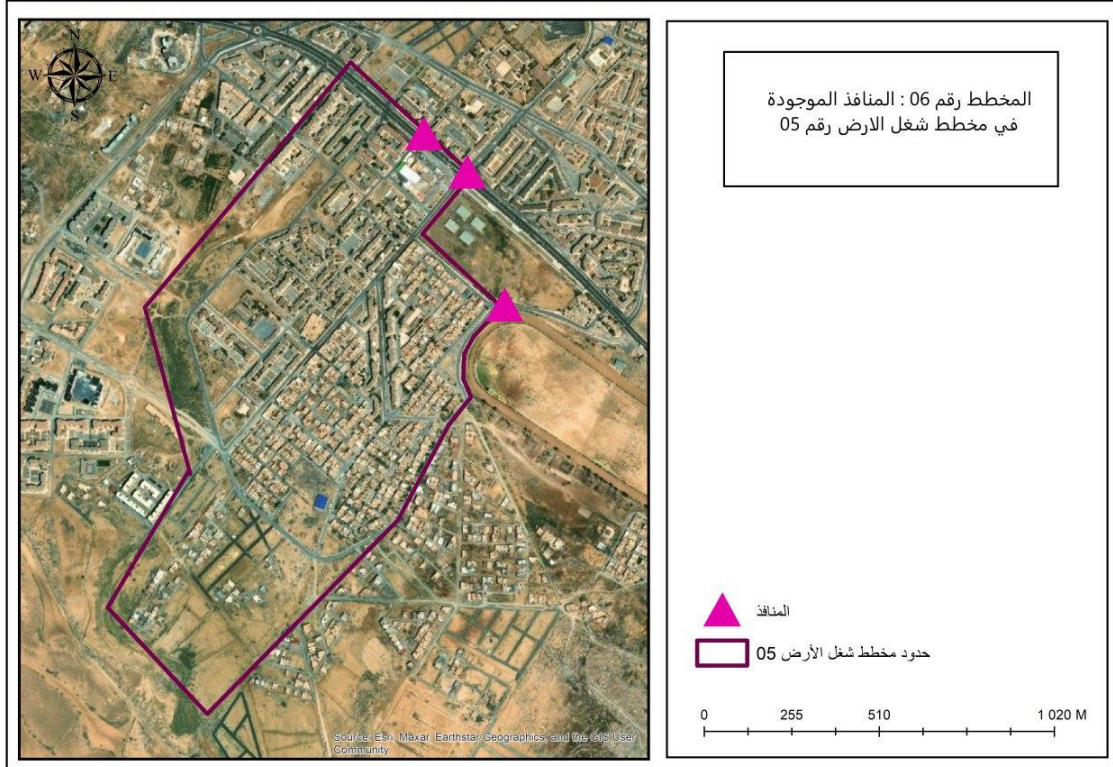 N
W E
S
Source: Esri, Maxar, Earthstar Geographics, and the GIS User
Community
المخطط رقم 06 : المنافذ الموجودة
في مخطط شغل الارض رقم 05
المنافذ
حدود مخطط شغل الأرض 05
0 255 510 1 020 M